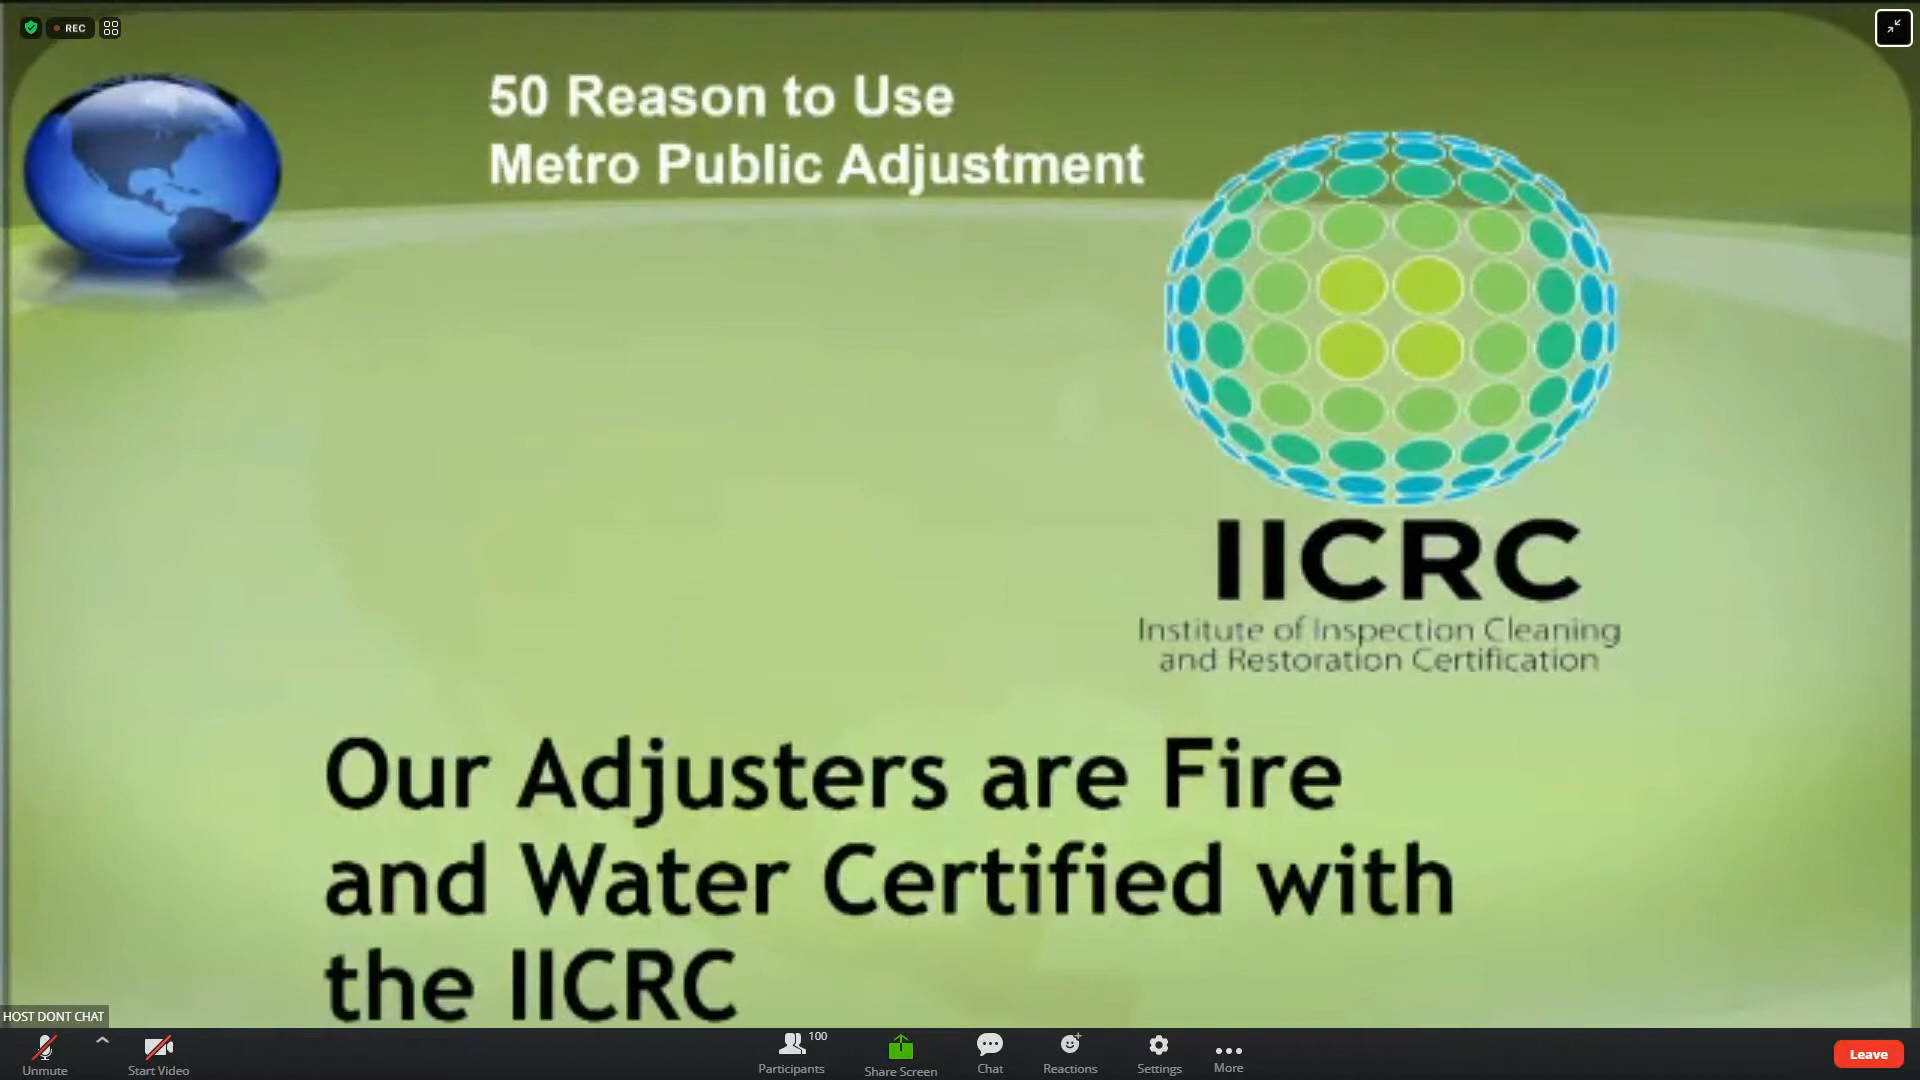 REC
50 Reason to Use
Metro Public Adjustment
IICRC
Institute of Inspection Cleaning
and Restoration Certification
Our Adjusters are Fire
and Water Certified with
the IICRC
HOST DONT CHAT
Unmute
Start Video
100
Participants
Share Screen
Chat
Reactions
Settings
More
Leave